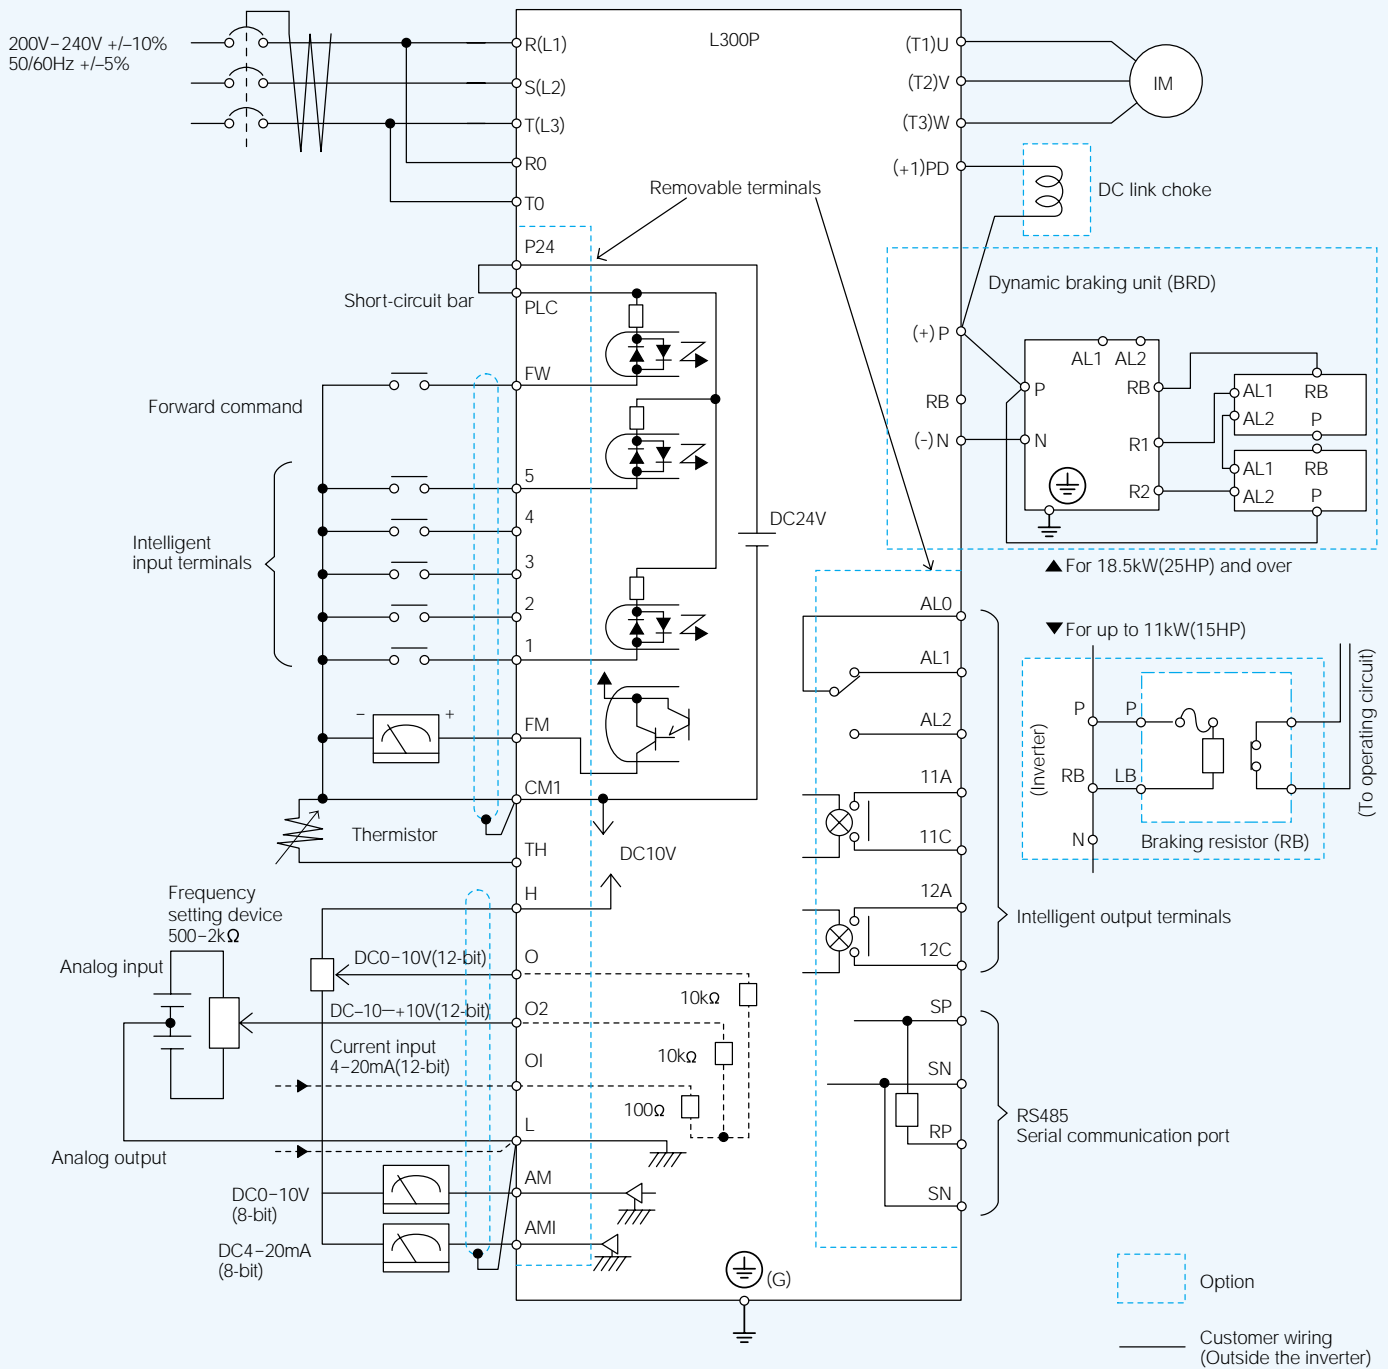 200V–240V +/–10%
50/60Hz +/–5%
L300P
R(L1)
S(L2)
T(L3)
R0
T0
(T1)U
(T2)V
(T3)W
IM
(+1)PD
DC link choke
Removable terminals
P24
Short-circuit bar
PLC
FW
Forward command
5
4
3
2
1
Intelligent
input terminals
DC24V
–
+
FM
CM1
Thermistor
TH
DC10V
H
Frequency
setting device
500–2kΩ
Analog input
DC0–10V(12-bit)
O
10kΩ
DC–10—+10V(12-bit)
O2
10kΩ
Current input
4–20mA(12-bit)
OI
100Ω
L
Analog output
DC0–10V
(8-bit)
AM
DC4–20mA
(8-bit)
AMI
(G)
Dynamic braking unit (BRD)
(+)P
RB
(-)N
AL1 AL2
P
RB
N
R1
R2
AL1 RB
AL2 P
AL1 RB
AL2 P
▲For 18.5kW(25HP) and over
▼For up to 11kW(15HP)
AL0
AL1
AL2
11A
11C
12A
12C
Intelligent output terminals
(Inverter)
P P
RB LB
N
Braking resistor (RB)
(To operating circuit)
SP
SN
RP
SN
RS485
Serial communication port
Option
Customer wiring
(Outside the inverter)